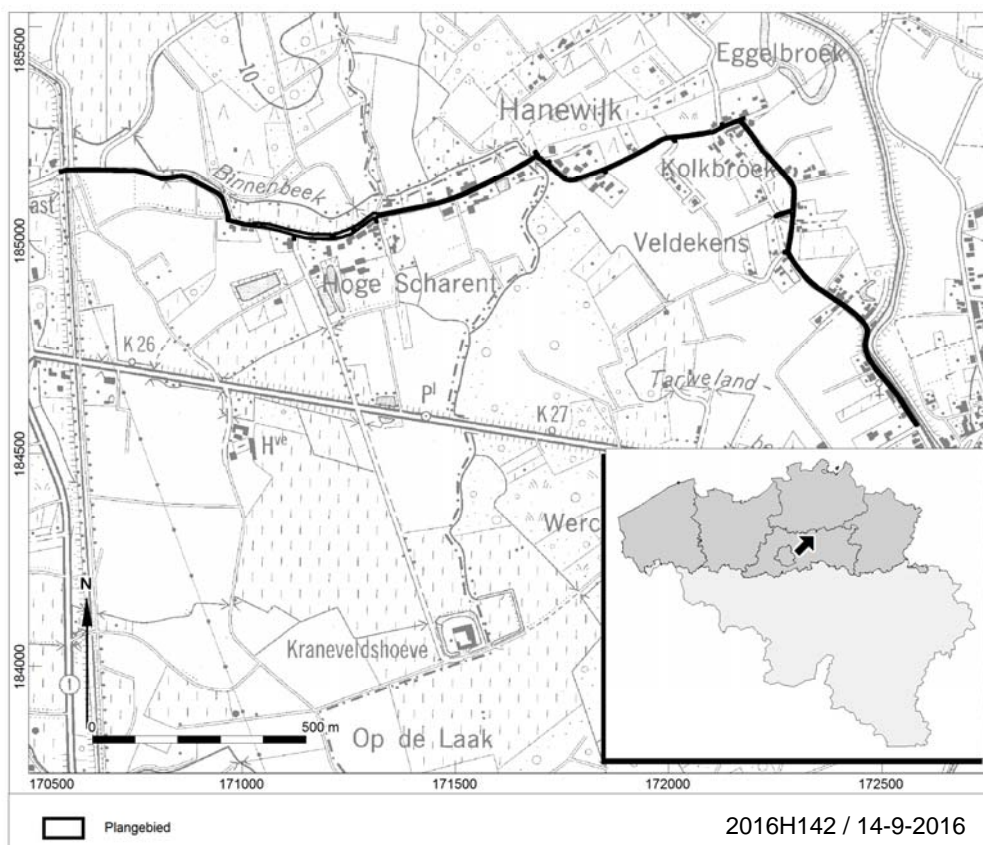 185500
Eggelbroek
10
Hanewijk
Binnenbeek
Kolkbroek
ast
185000
Veldekens
Hoge Scharent
K 26
Tarweland-
Pl
K 27
be
184500
Hve
Werc
N
Kraneveldshoeve
184000
1
0
500 m
Op de Laak
170500
171000
171500
172000
172500
Plangebied
2016H142 / 14-9-2016